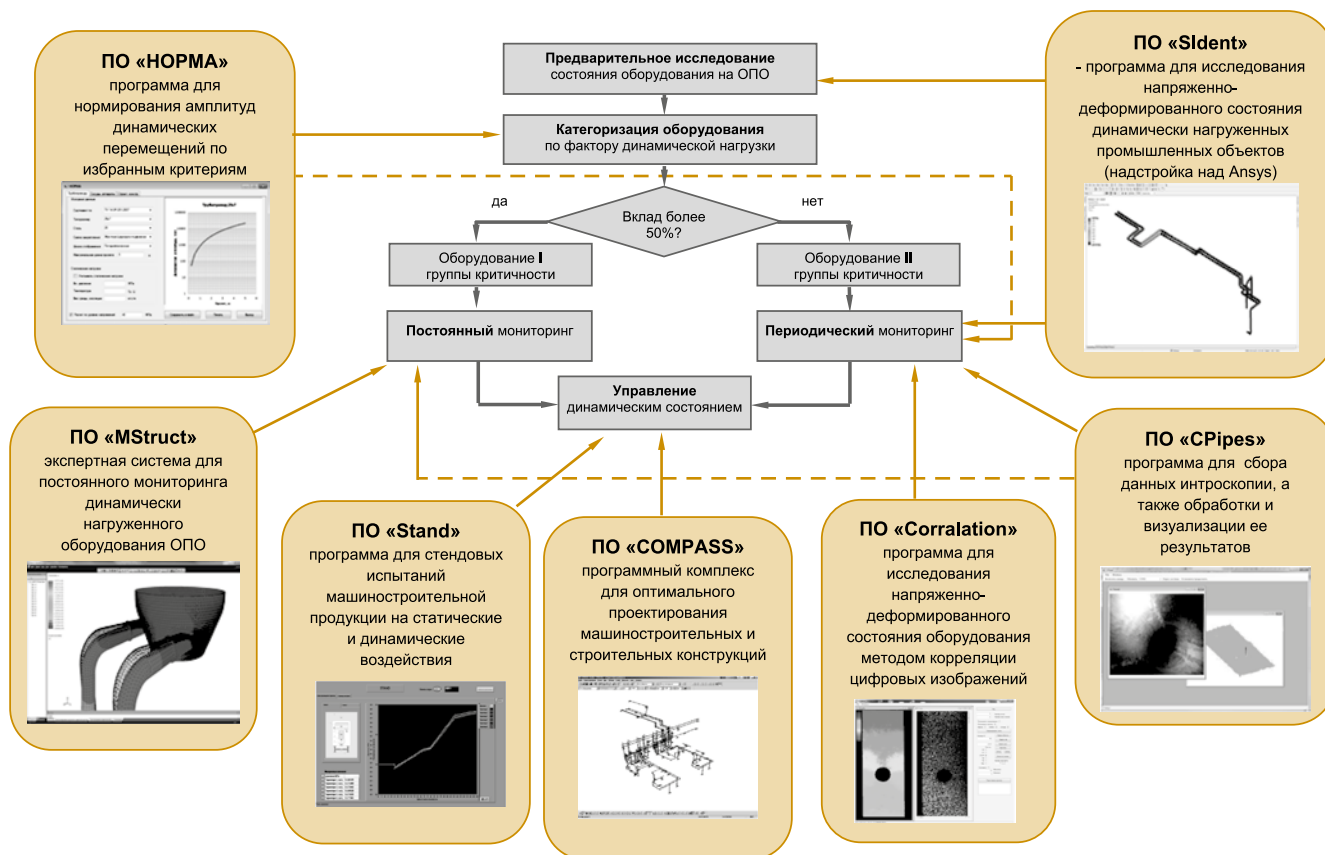 ПО «НОРМА»
программа для
нормирования амплитуд
динамических
перемещений по
избранным критериям
Предварительное исследование
состояния оборудования на ОПО
Категоризация оборудования
по фактору динамической нагрузки
Вклад более
50%?
да
нет
Оборудование I
группы критичности
Оборудование II
группы критичности
Постоянный мониторинг
Периодический мониторинг
Управление
динамическим состоянием
ПО «SIdent»
- программа для исследования
напряженно-
деформированного состояния
динамически нагруженных
промышленных объектов
(надстройка над Ansys)
ПО «MStruct»
экспертная система для
постоянного мониторинга
динамически
нагруженного
оборудования ОПО
ПО «Stand»
программа для стендовых
испытаний
машиностроительной
продукции на статические
и динамические
воздействия
ПО «COMPASS»
программный комплекс
для оптимального
проектирования
машиностроительных и
строительных конструкций
ПО «Corralation»
программа для
исследования
напряженно-
деформированного
состояния оборудования
методом корреляции
цифровых изображений
ПО «CPipes»
программа для сбора
данных интроскопии, а
также обработки и
визуализации ее
результатов